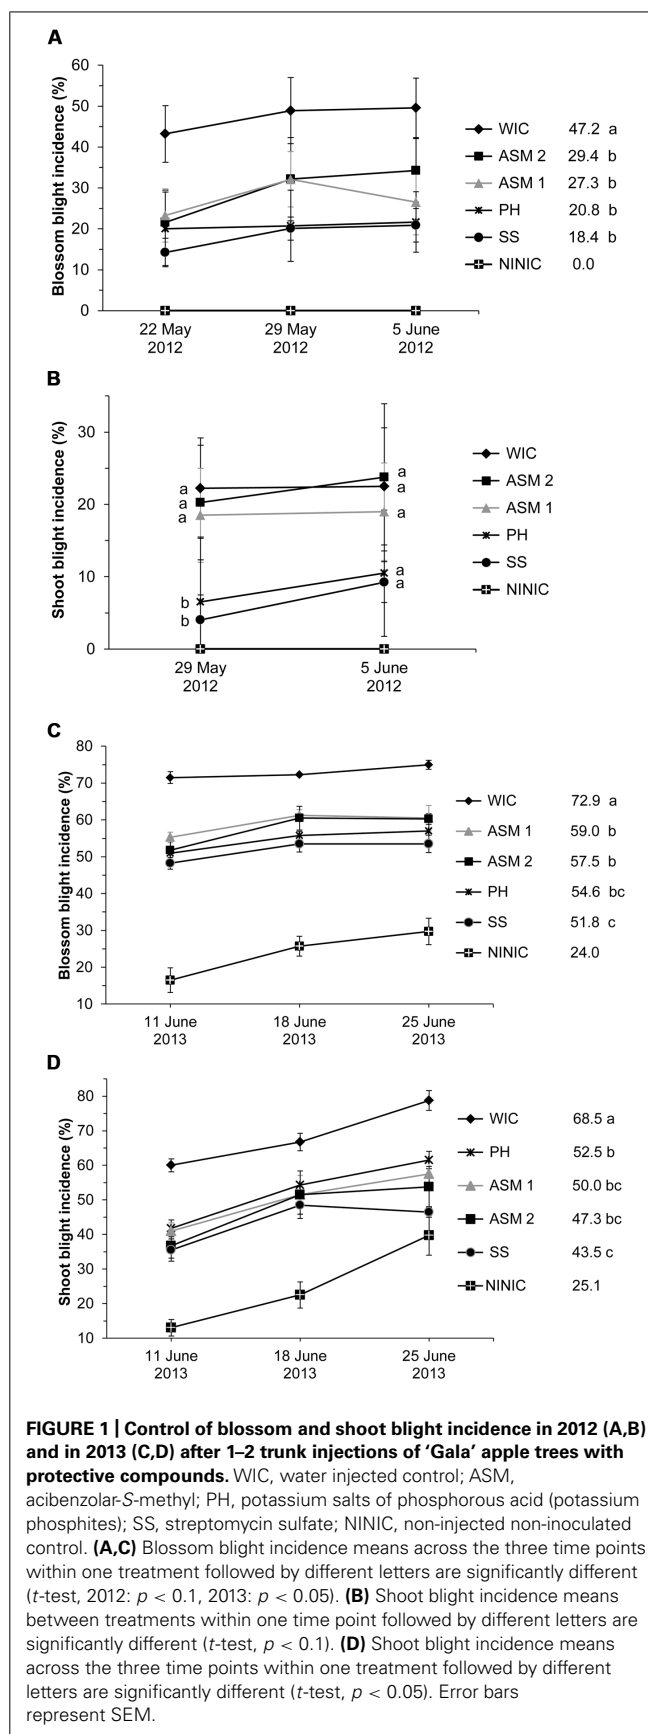 A
Blossom blight incidence (%)
60
50
40
30
20
10
0
22 May
2012
29 May
2012
5 June
2012
WIC 47.2 a
ASM 2 29.4 b
ASM 1 27.3 b
PH 20.8 b
SS 18.4 b
NINIC 0.0
B
Shoot blight incidence (%)
30
20
10
0
a
a
a
b
b
a
a
a
a
a
29 May
2012
5 June
2012
WIC
ASM 2
ASM 1
PH
SS
NINIC
C
Blossom blight incidence (%)
80
70
60
50
40
30
20
10
11 June
2013
18 June
2013
25 June
2013
WIC 72.9 a
ASM 1 59.0 b
ASM 2 57.5 b
PH 54.6 bc
SS 51.8 c
NINIC 24.0
D
Shoot blight incidence (%)
80
70
60
50
40
30
20
10
11 June
2013
18 June
2013
25 June
2013
WIC 68.5 a
PH 52.5 b
ASM 1 50.0 bc
ASM 2 47.3 bc
SS 43.5 c
NINIC 25.1
FIGURE 1 | Control of blossom and shoot blight incidence in 2012 (A,B)
and in 2013 (C,D) after 1–2 trunk injections of ‘Gala’ apple trees with
protective compounds. WIC, water injected control; ASM,
acibenzolar-S-methyl; PH, potassium salts of phosphorous acid (potassium
phosphites); SS, streptomycin sulfate; NINIC, non-injected non-inoculated
control. (A,C) Blossom blight incidence means across the three time points
within one treatment followed by different letters are significantly different
(t-test, 2012: p < 0.1, 2013: p < 0.05). (B) Shoot blight incidence means
between treatments within one time point followed by different letters are
significantly different (t-test, p < 0.1). (D) Shoot blight incidence means
across the three time points within one treatment followed by different
letters are significantly different (t-test, p < 0.05). Error bars
represent SEM.